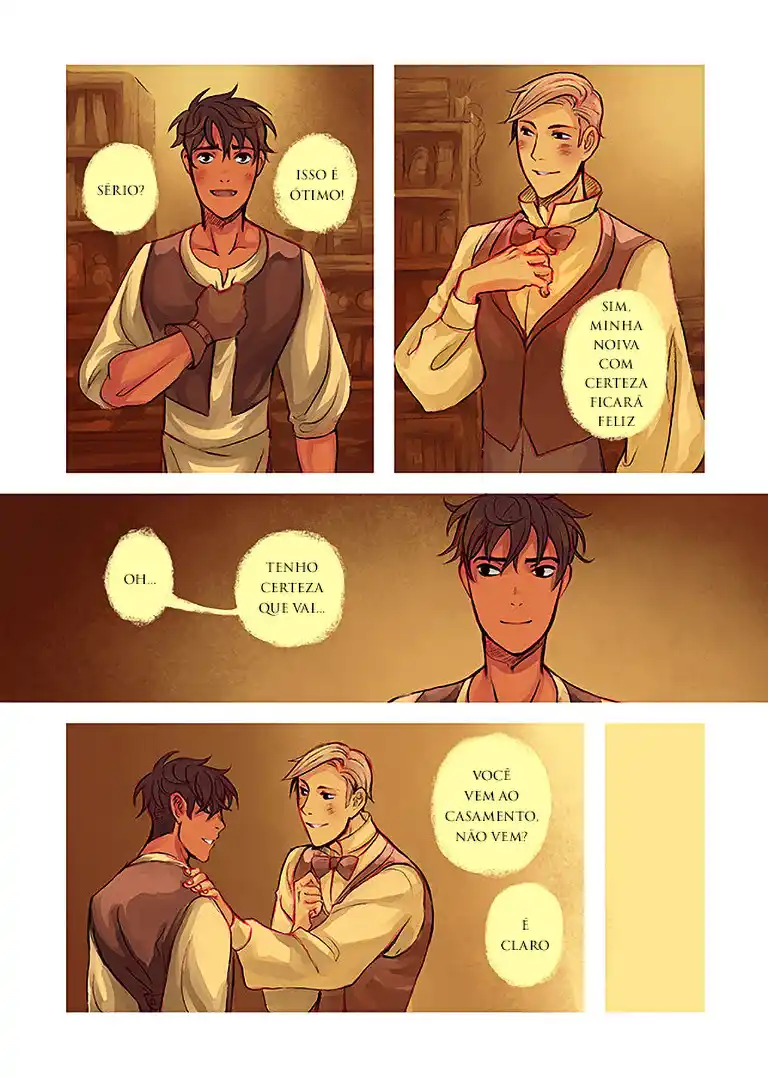 SÉRIO?
ISSO É
ÓTIMO!
SIM,
MINHA
NOIVA
COM
CERTEZA
FICARÁ
FELIZ
OH...
TENHO
CERTEZA
QUE VAI...
VOCÊ
VEM AO
CASAMENTO,
NÃO VEM?
É
CLARO